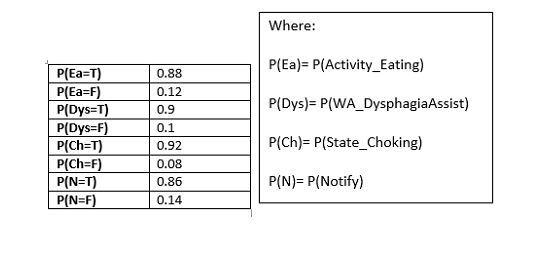 P(Ea=T) 0.88
P(Ea=F) 0.12
P(Dys=T) 0.9
P(Dys=F) 0.1
P(Ch=T) 0.92
P(Ch=F) 0.08
P(N=T) 0.86
P(N=F) 0.14
Where:
P(Ea)= P(Activity_Eating)
P(Dys)= P(WA_DysphagiaAssist)
P(Ch)= P(State_Choking)
P(N)= P(Notify)